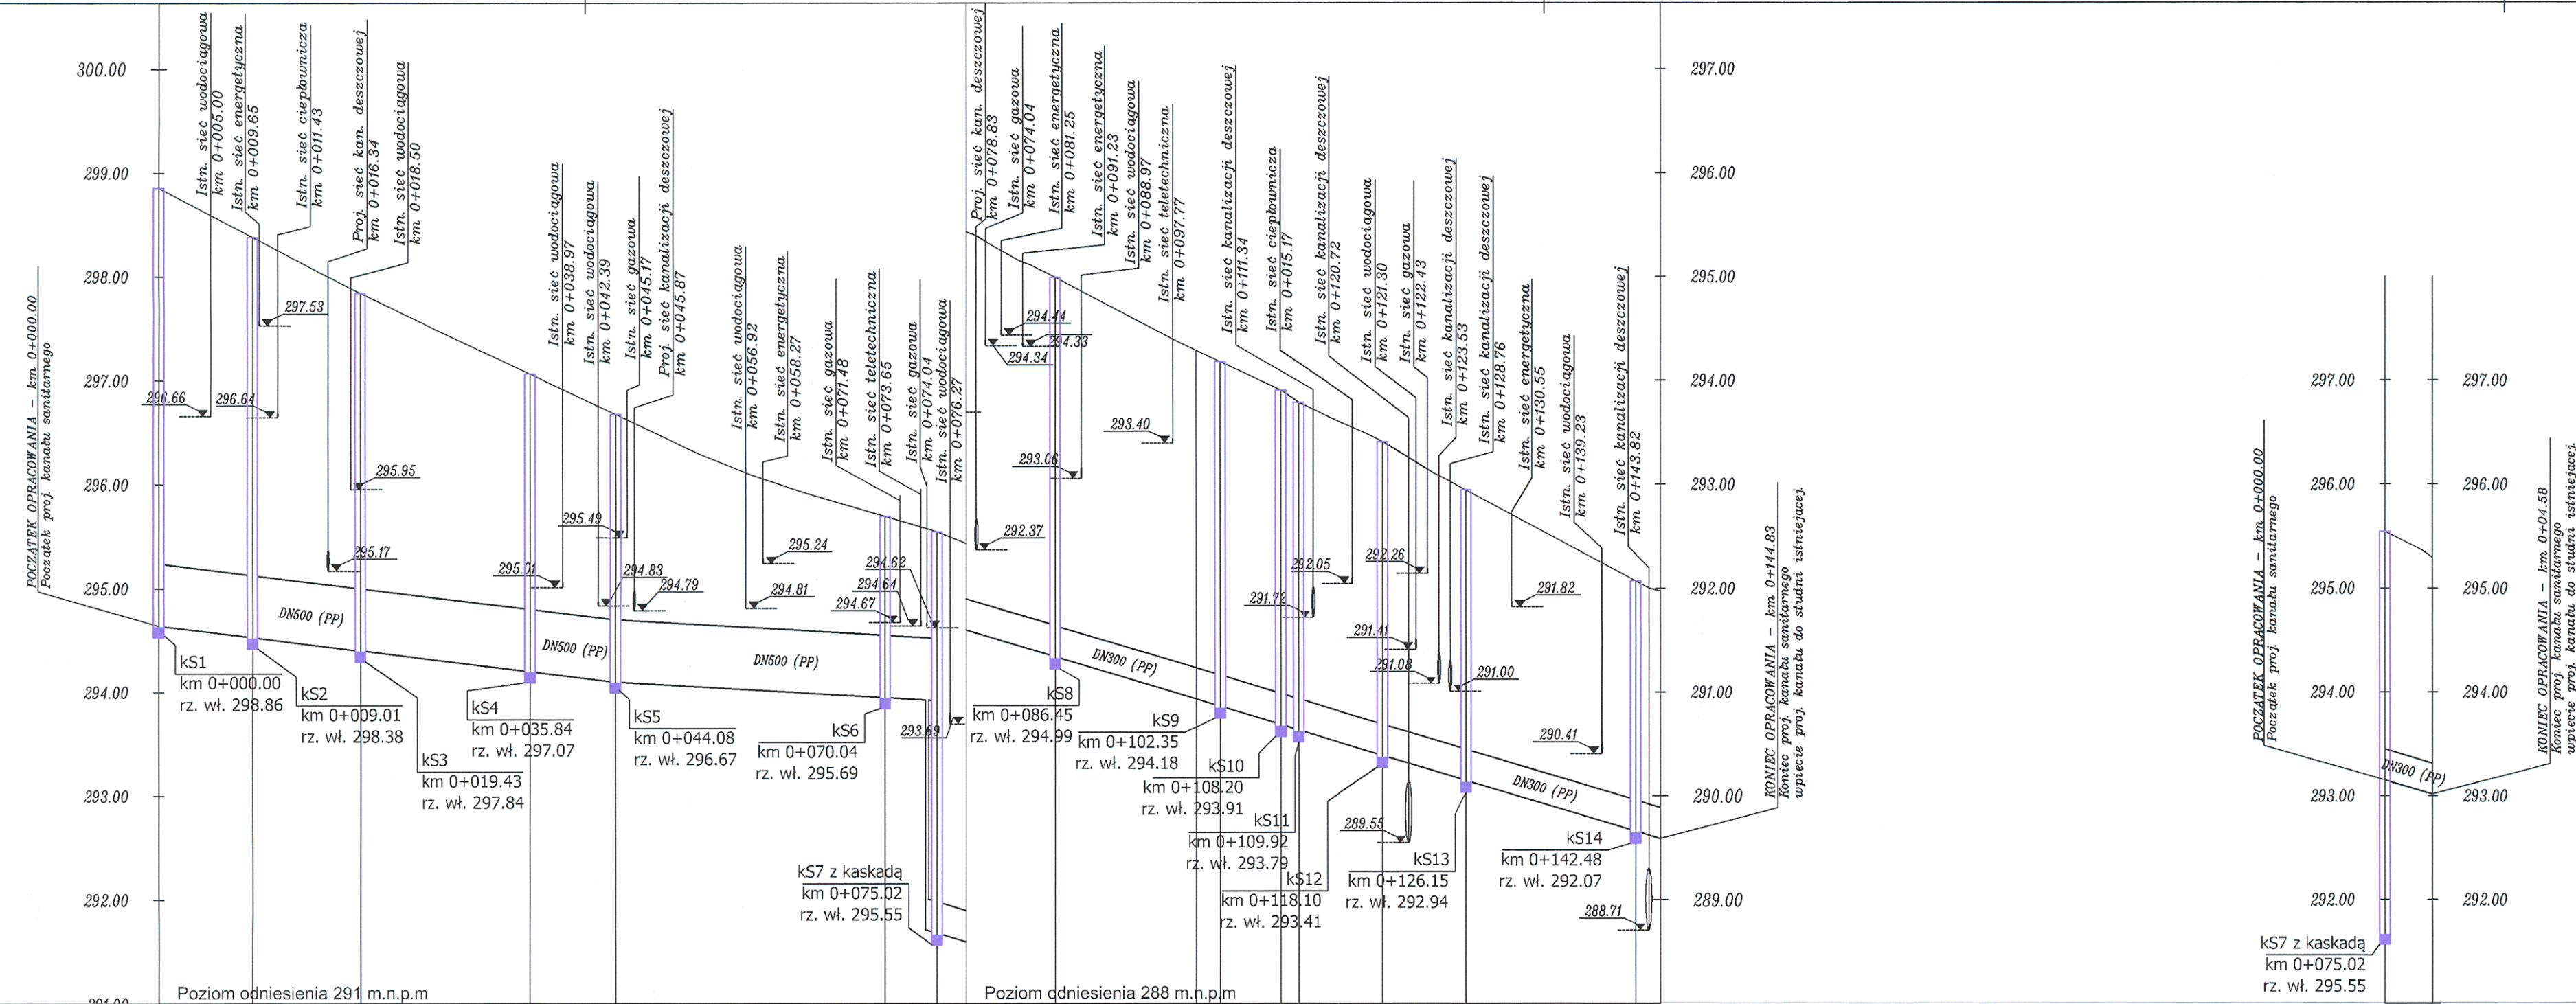 300.00
299.00
298.00
297.00
296.00
295.00
294.00
293.00
292.00
POCZATEK OPRACOWANIA – km 0+000.00
Początek proj. kanału sanitarnego
Istn. sieć wodociągowa
km 0+005.00
Istn. sieć energetyczna
km 0+009.65
Istn. sieć ciepłownicza
km 0+011.43
Proj. sieć kan. deszczowej
km 0+016.34
Istn. sieć wodociągowa
km 0+018.50
Istn. sieć wodociągowa
km 0+038.97
Istn. sieć wodociągowa
km 0+042.39
Istn. sieć gazowa
km 0+045.17
Proj. sieć kanalizacji deszczowej
km 0+045.87
Istn. sieć wodociągowa
km 0+056.92
Istn. sieć energetyczna
km 0+058.27
Istn. sieć gazowa
km 0+071.48
Istn. sieć teletechniczna
km 0+073.65
Istn. sieć gazowa
km 0+074.04
Istn. sieć wodociągowa
km 0+076.27
296.66
296.64
297.53
295.95
295.17
295.01
295.49
294.83
294.79
295.24
294.81
294.62
294.64
294.67
293.69
DN500 (PP)
DN500 (PP)
DN500 (PP)
kS1
km 0+000.00
rz. wł. 298.86
kS2
km 0+009.01
rz. wł. 298.38
kS3
km 0+019.43
rz. wł. 297.84
kS4
km 0+035.84
rz. wł. 297.07
kS5
km 0+044.08
rz. wł. 296.67
kS6
km 0+070.04
rz. wł. 295.69
kS7 z kaskadą
km 0+075.02
rz. wł. 295.55
Poziom odniesienia 291 m.n.p.m
Proj. sieć kan. deszczowej
km 0+078.83
Istn. sieć gazowa
km 0+074.04
Istn. sieć energetyczna
km 0+081.25
Istn. sieć energetyczna
km 0+091.23
Istn. sieć wodociągowa
km 0+088.97
Istn. sieć teletechniczna
km 0+097.77
Istn. sieć kanalizacji deszczowej
km 0+111.34
Istn. sieć ciepłownicza
km 0+015.17
Istn. sieć kanalizacji deszczowej
km 0+120.72
Istn. sieć wodociągowa
km 0+121.30
Istn. sieć gazowa
km 0+122.43
Istn. sieć kanalizacji deszczowej
km 0+123.53
Istn. sieć kanalizacji deszczowej
km 0+128.76
Istn. sieć energetyczna
km 0+130.55
Istn. sieć wodociągowa
km 0+139.23
Istn. sieć kanalizacji deszczowej
km 0+143.82
294.44
294.33
294.34
293.40
293.06
292.37
292.05
291.72
292.26
291.41
291.08
291.00
291.82
290.41
289.55
288.71
DN300 (PP)
DN300 (PP)
kS8
km 0+086.45
rz. wł. 294.99
kS9
km 0+102.35
rz. wł. 294.18
kS10
km 0+108.20
rz. wł. 293.91
kS11
km 0+109.92
rz. wł. 293.79
kS12
km 0+118.10
rz. wł. 293.41
kS13
km 0+126.15
rz. wł. 292.94
kS14
km 0+142.48
rz. wł. 292.07
Poziom odniesienia 288 m.n.p.m
297.00
296.00
295.00
294.00
293.00
292.00
291.00
290.00
289.00
KONIEC OPRACOWANIA – km 0+144.83
Koniec proj. kanału sanitarnego
wpięcie proj. kanału do studni istniejącej.
POCZATEK OPRACOWANIA – km 0+000.00
Początek proj. kanału sanitarnego
297.00
296.00
295.00
294.00
293.00
292.00
297.00
296.00
295.00
294.00
293.00
292.00
DN300 (PP)
kS7 z kaskadą
km 0+075.02
rz. wł. 295.55
KONIEC OPRACOWANIA – km 0+04.58
Koniec proj. kanału sanitarnego
wpięcie proj. kanału do studni istniejącej.